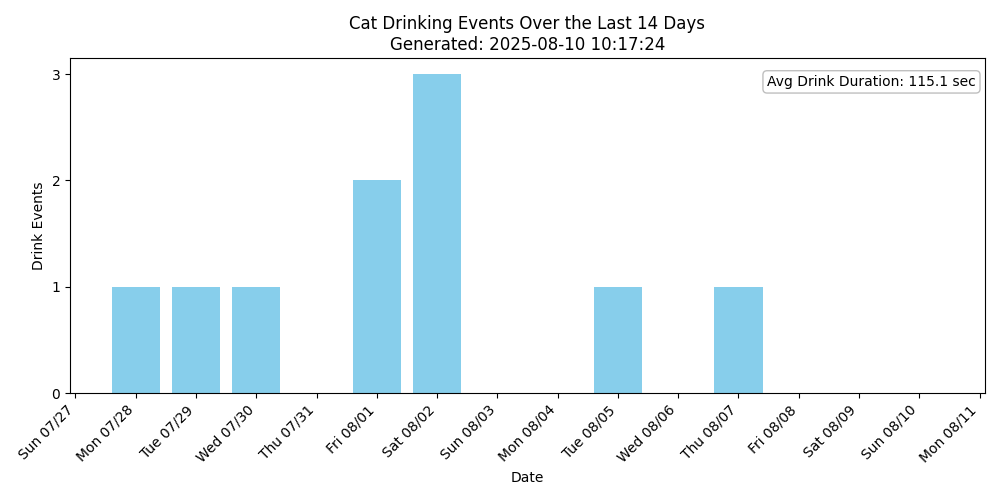 Cat Drinking Events Over the Last 14 Days
Generated: 2025-08-10 10:17:24
Avg Drink Duration: 115.1 sec
Drink Events
3
2
1
0
Sun 07/27
Mon 07/28
Tue 07/29
Wed 07/30
Thu 07/31
Fri 08/01
Sat 08/02
Sun 08/03
Mon 08/04
Tue 08/05
Wed 08/06
Thu 08/07
Fri 08/08
Sat 08/09
Sun 08/10
Mon 08/11
Date